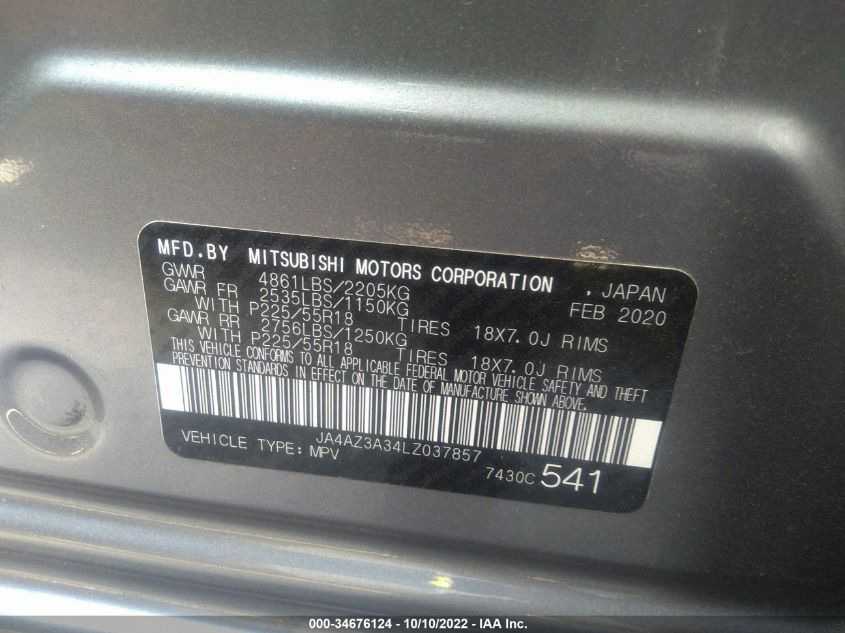 MFD.BY MITSUBISHI MOTORS CORPORATION , JAPAN
GVWR 4861LBS/2205KG FEB 2020
GAWR FR 2535LBS/1150KG
WITH P225/55R18 TIRES 18X7.0J RIMS
GAWR RR 2756LBS/1250KG
WITH P225/55R18 TIRES 18X7.0J RIMS
THIS VEHICLE CONFORMS TO ALL APPLICABLE FEDERAL MOTOR VEHICLE SAFETY AND THEFT
PREVENTION STANDARDS IN EFFECT ON THE DATE OF MANUFACTURE SHOWN ABOVE.
JA4AZ3A34LZ037857
VEHICLE TYPE: MPV 7430C 541
000-34676124 - 10/10/2022 - IAA Inc.